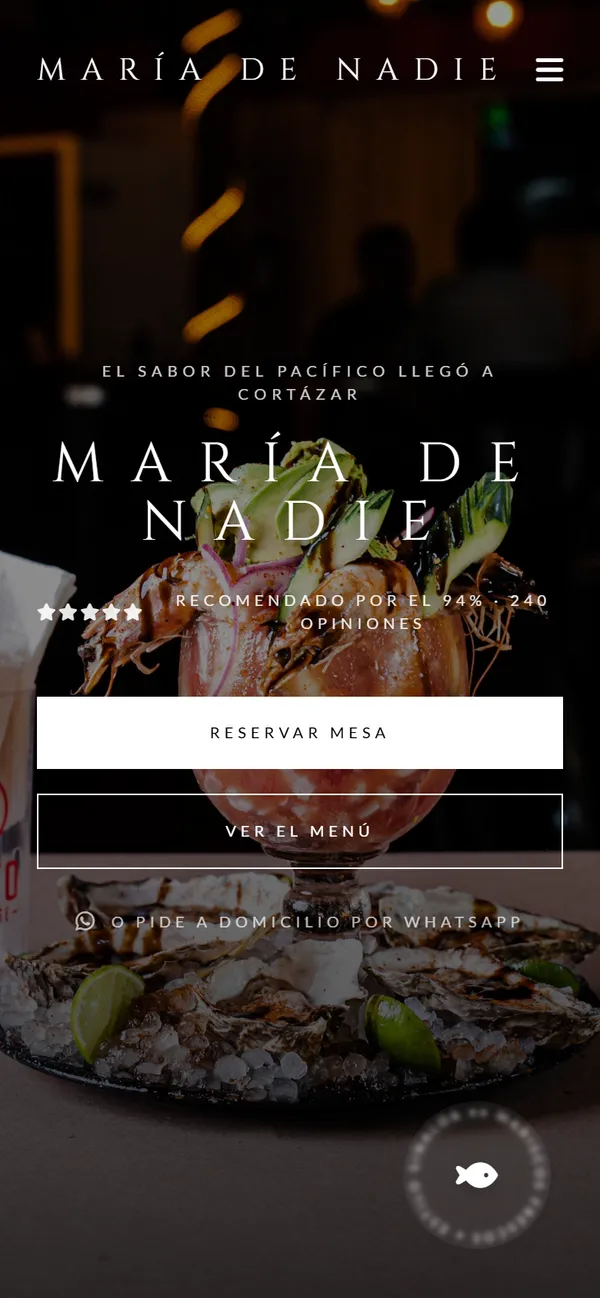 MARÍA DE NADIE
EL SABOR DEL PACÍFICO LLEGÓ A
CORTÁZAR
MARÍA DE
NADIE
RECOMENDADO POR EL 94% · 240
OPINIONES
RESERVAR MESA
VER EL MENÚ
O PIDE A DOMICILIO POR WHATSAPP